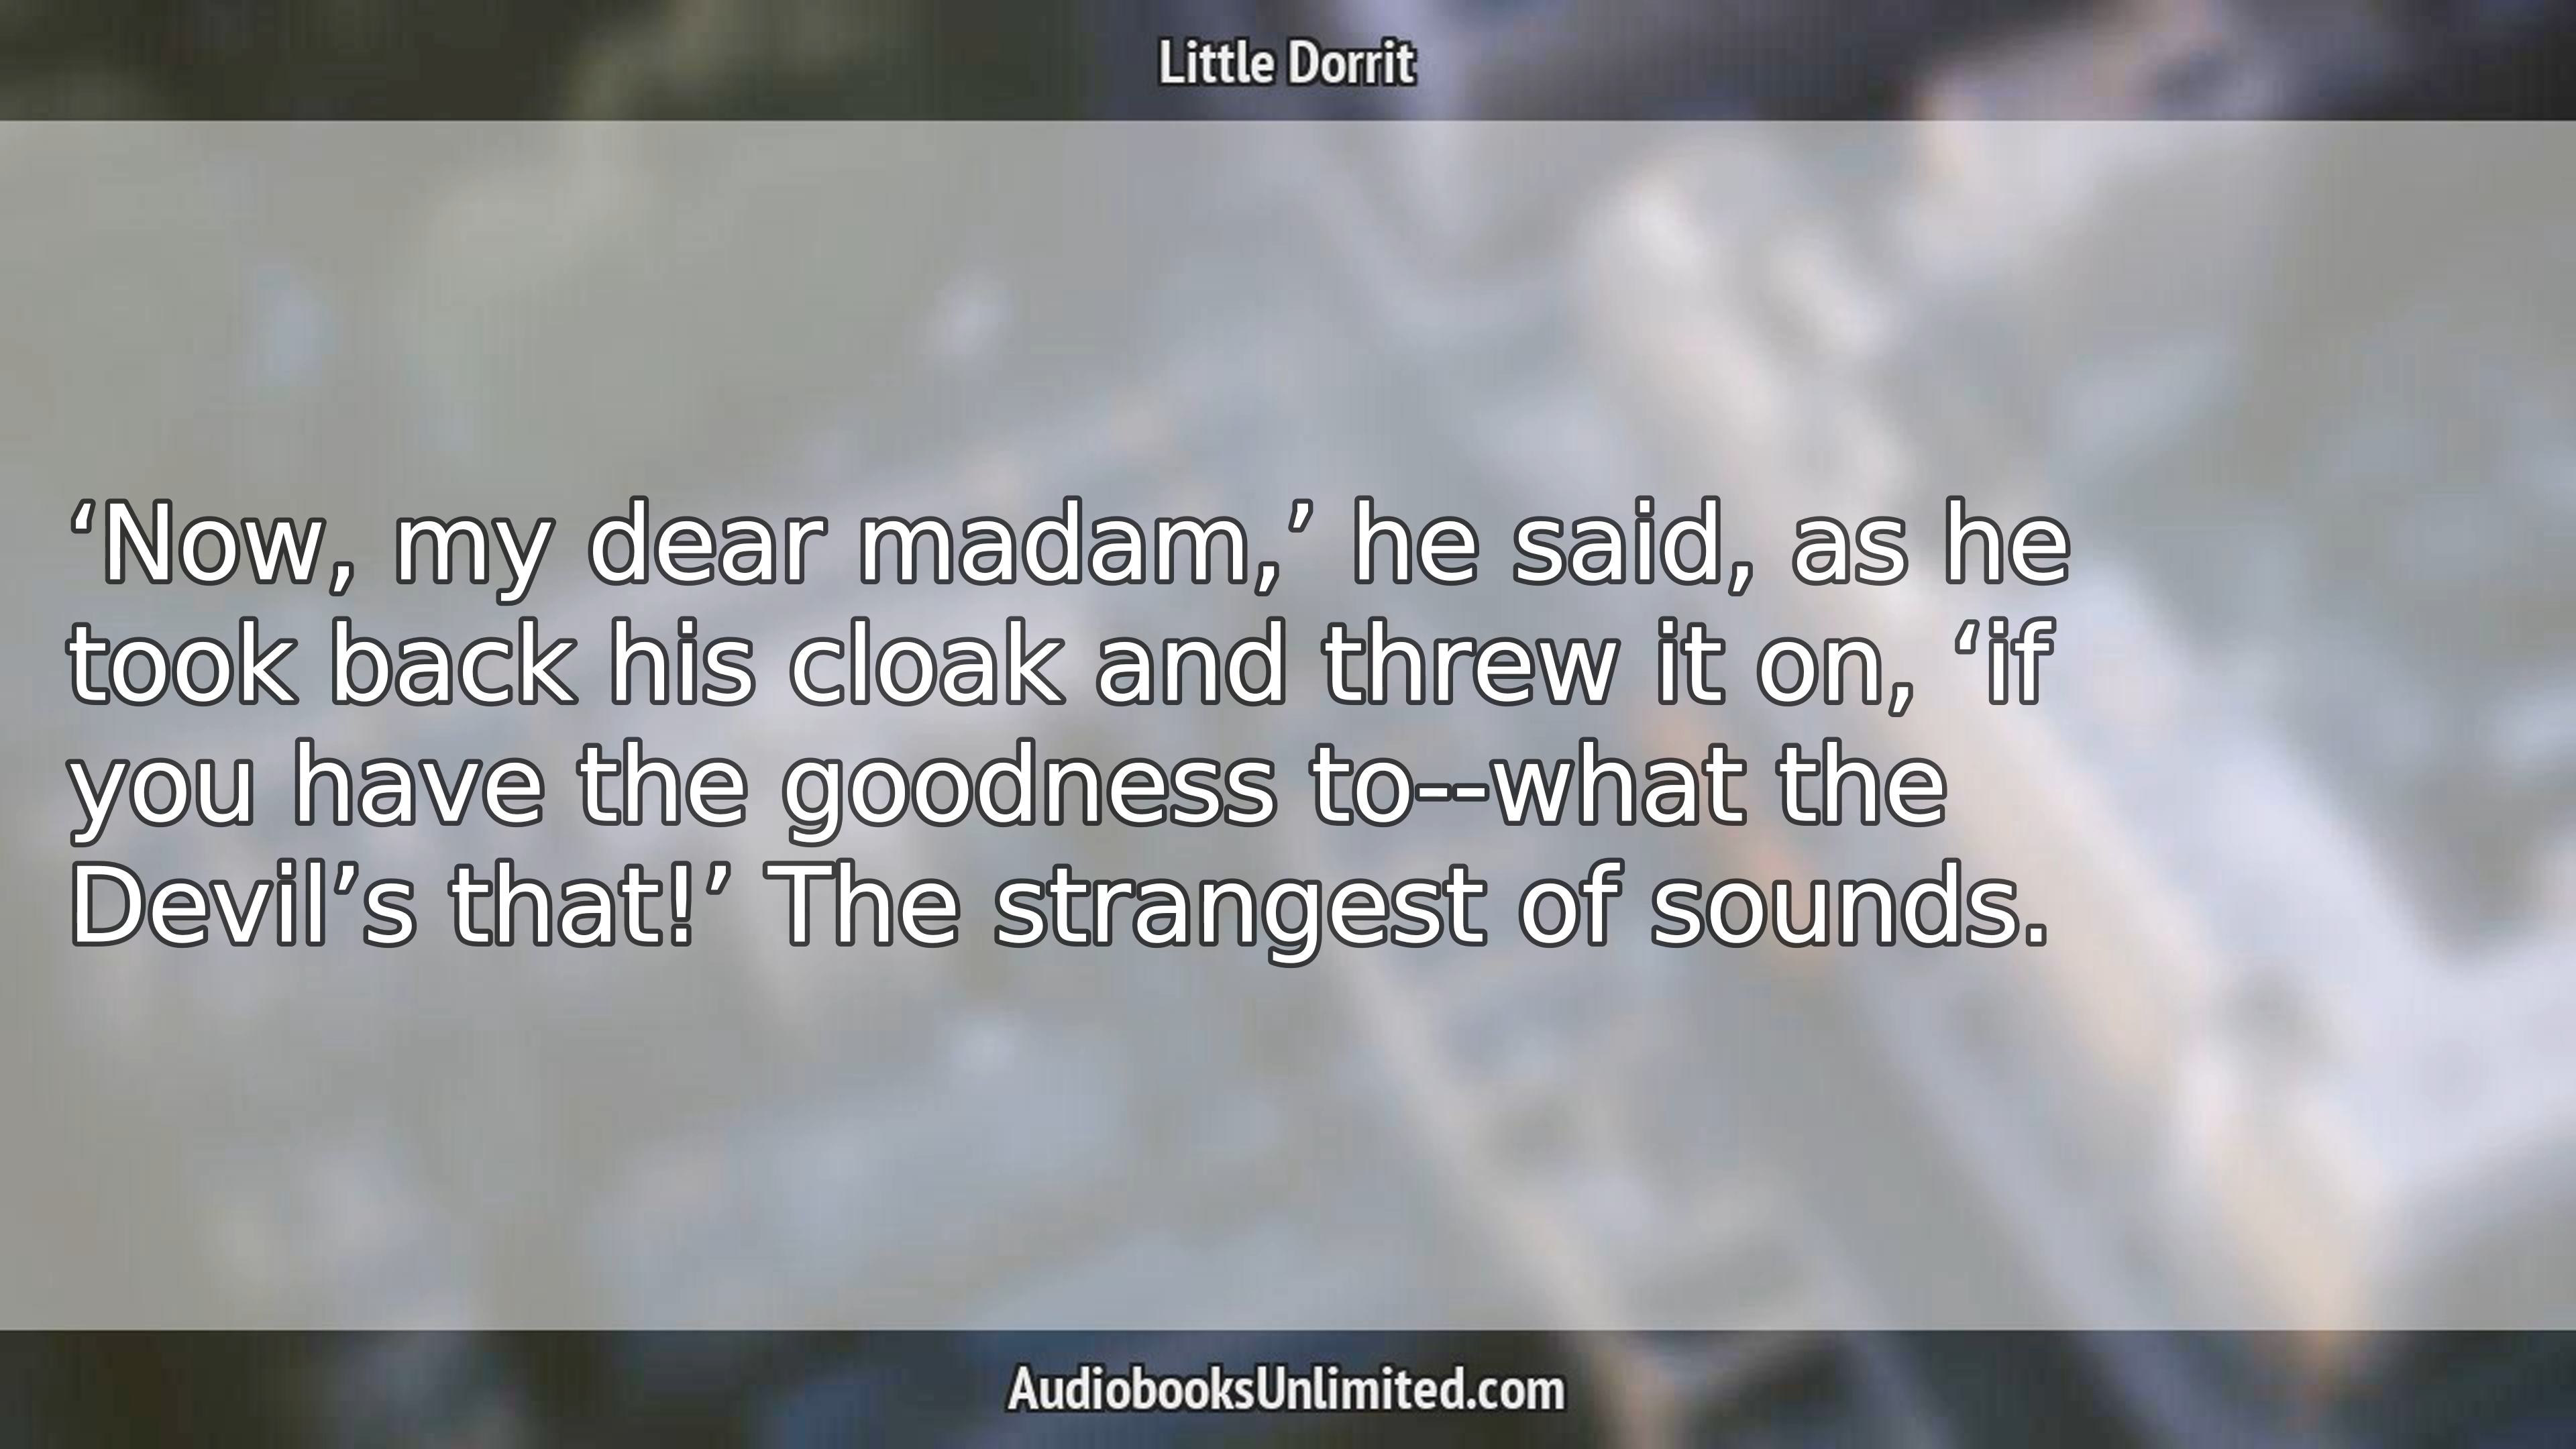 Little Dorrit
‘Now, my dear madam,’ he said, as he
took back his cloak and threw it on, ‘if
you have the goodness to--what the
Devil’s that!’ The strangest of sounds.
AudiobooksUnlimited.com